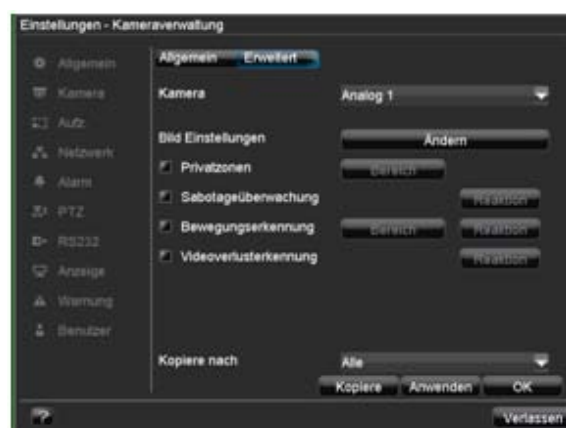 Einstellungen - Kameraverwaltung
Allgemein
Kamera
Aufz.
Netzwerk
Alarm
PTZ
RS232
Anzeige
Warnung
Benutzer
Allgemein Erweitert
Kamera Analog 1
Bild Einstellungen Ändern
Privatzonen Bereich
Sabotageüberwachung Reaktion
Bewegungserkennung Bereich Reaktion
Videoverlusterkennung Reaktion
Kopiere nach Alle
Kopiere Anwenden OK
? Verlassen